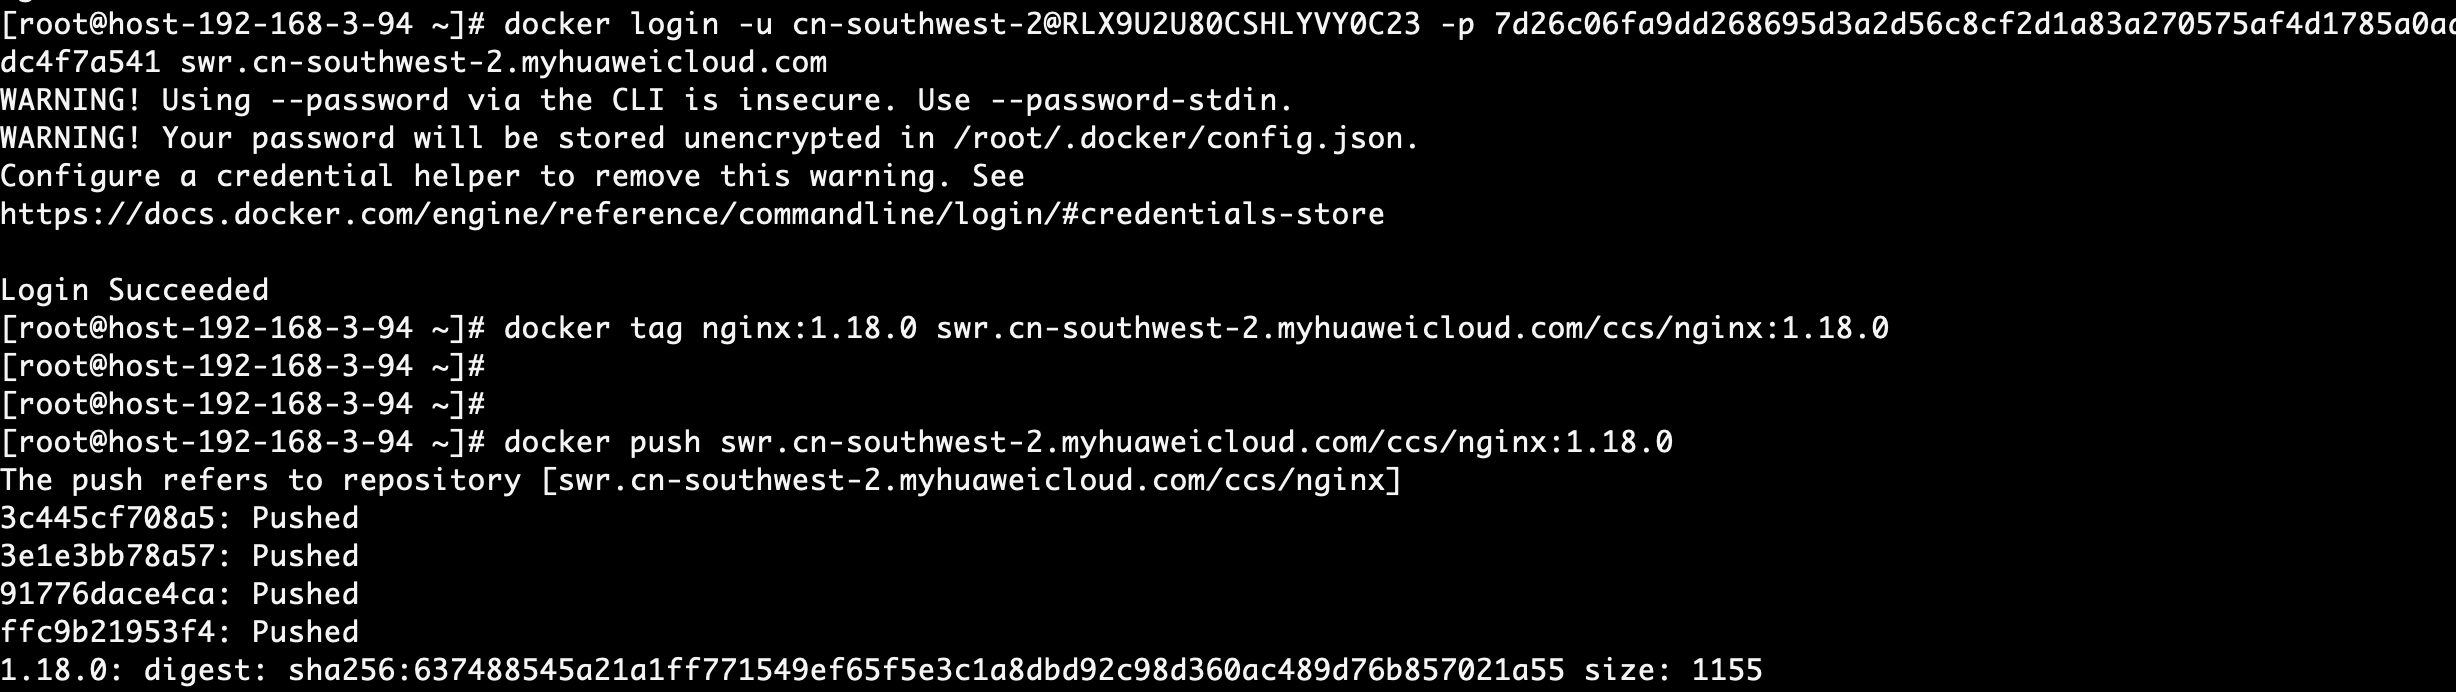 [root@host-192-168-3-94 ~]# docker login -u cn-southwest-2@RLX9U2U80CSHLYVY0C23 -p 7d26c06fa9dd268695d3a2d56c8cf2d1a83a270575af4d1785a0ad
dc4f7a541 swr.cn-southwest-2.myhuaweicloud.com
WARNING! Using --password via the CLI is insecure. Use --password-stdin.
WARNING! Your password will be stored unencrypted in /root/.docker/config.json.
Configure a credential helper to remove this warning. See
https://docs.docker.com/engine/reference/commandline/login/#credentials-store
Login Succeeded
[root@host-192-168-3-94 ~]# docker tag nginx:1.18.0 swr.cn-southwest-2.myhuaweicloud.com/ccs/nginx:1.18.0
[root@host-192-168-3-94 ~]#
[root@host-192-168-3-94 ~]#
[root@host-192-168-3-94 ~]# docker push swr.cn-southwest-2.myhuaweicloud.com/ccs/nginx:1.18.0
The push refers to repository [swr.cn-southwest-2.myhuaweicloud.com/ccs/nginx]
3c445cf708a5: Pushed
3e1e3bb78a57: Pushed
91776dace4ca: Pushed
ffc9b21953f4: Pushed
1.18.0: digest: sha256:637488545a21a1ff771549ef65f5e3c1a8dbd92c98d360ac489d76b857021a55 size: 1155